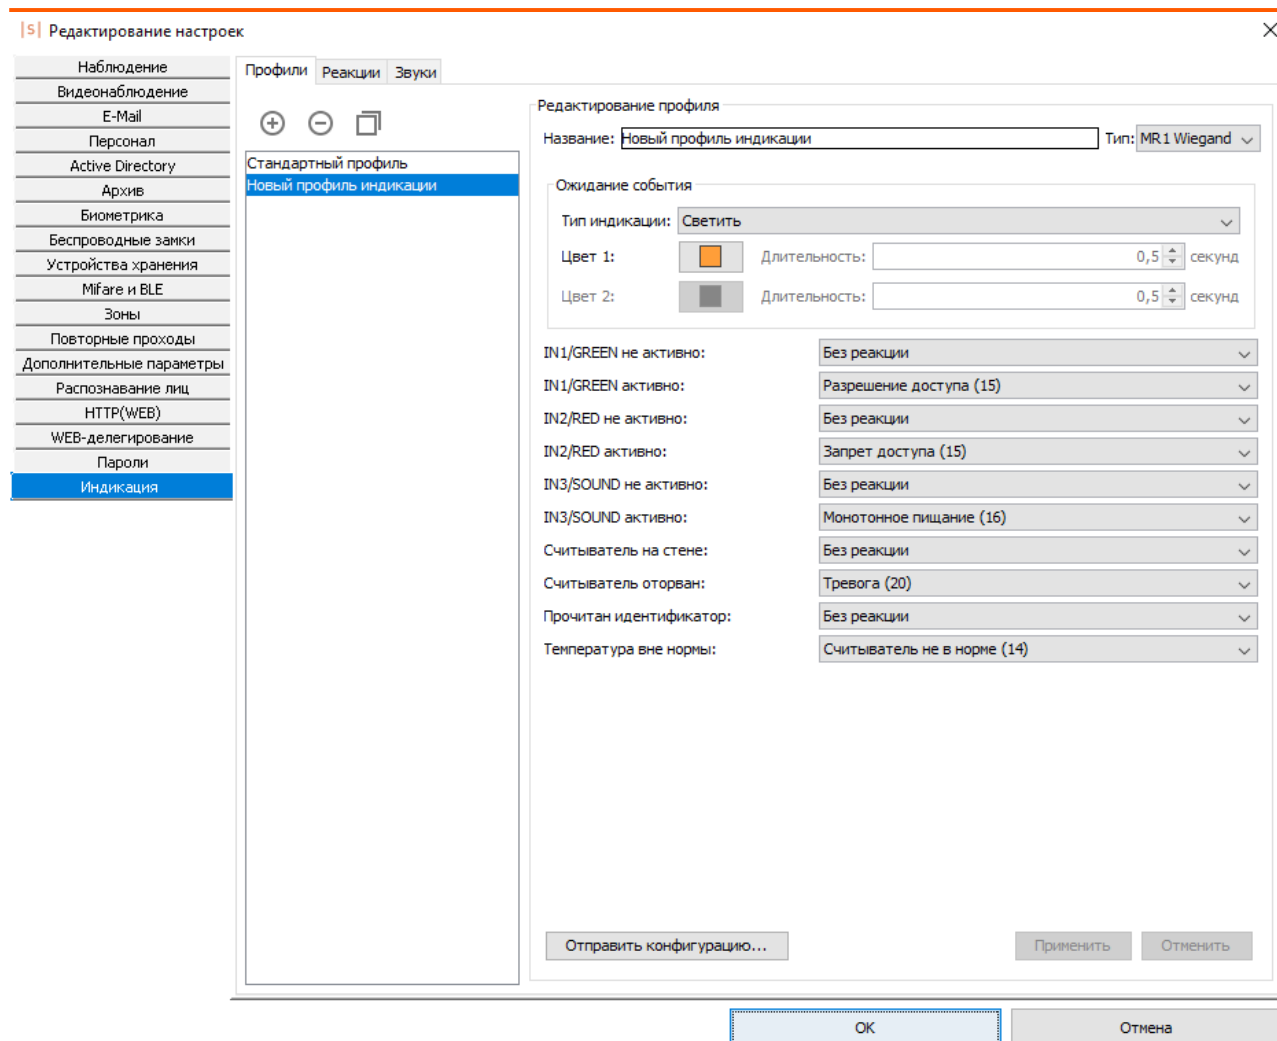 |S| Редактирование настроек
Наблюдение
Видеонаблюдение
E-Mail
Персонал
Active Directory
Архив
Биометрика
Беспроводные замки
Устройства хранения
Mifare и BLE
Зоны
Повторные проходы
Дополнительные параметры
Распознавание лиц
HTTP(WEB)
WEB-делегирование
Пароли
Индикация
Профили Реакции Звуки
Стандартный профиль
Новый профиль индикации
Редактирование профиля
Название: Новый профиль индикации Тип: MR1 Wiegand
Ожидание события
Тип индикации: Светить
Цвет 1: Длительность: 0,5 секунд
Цвет 2: Длительность: 0,5 секунд
IN1/GREEN не активно: Без реакции
IN1/GREEN активно: Разрешение доступа (15)
IN2/RED не активно: Без реакции
IN2/RED активно: Запрет доступа (15)
IN3/SOUND не активно: Без реакции
IN3/SOUND активно: Монотонное пищание (16)
Считыватель на стене: Без реакции
Считыватель оторван: Тревога (20)
Прочитан идентификатор: Без реакции
Температура вне нормы: Считыватель не в норме (14)
Отправить конфигурацию... Применить Отменить
OK Отмена